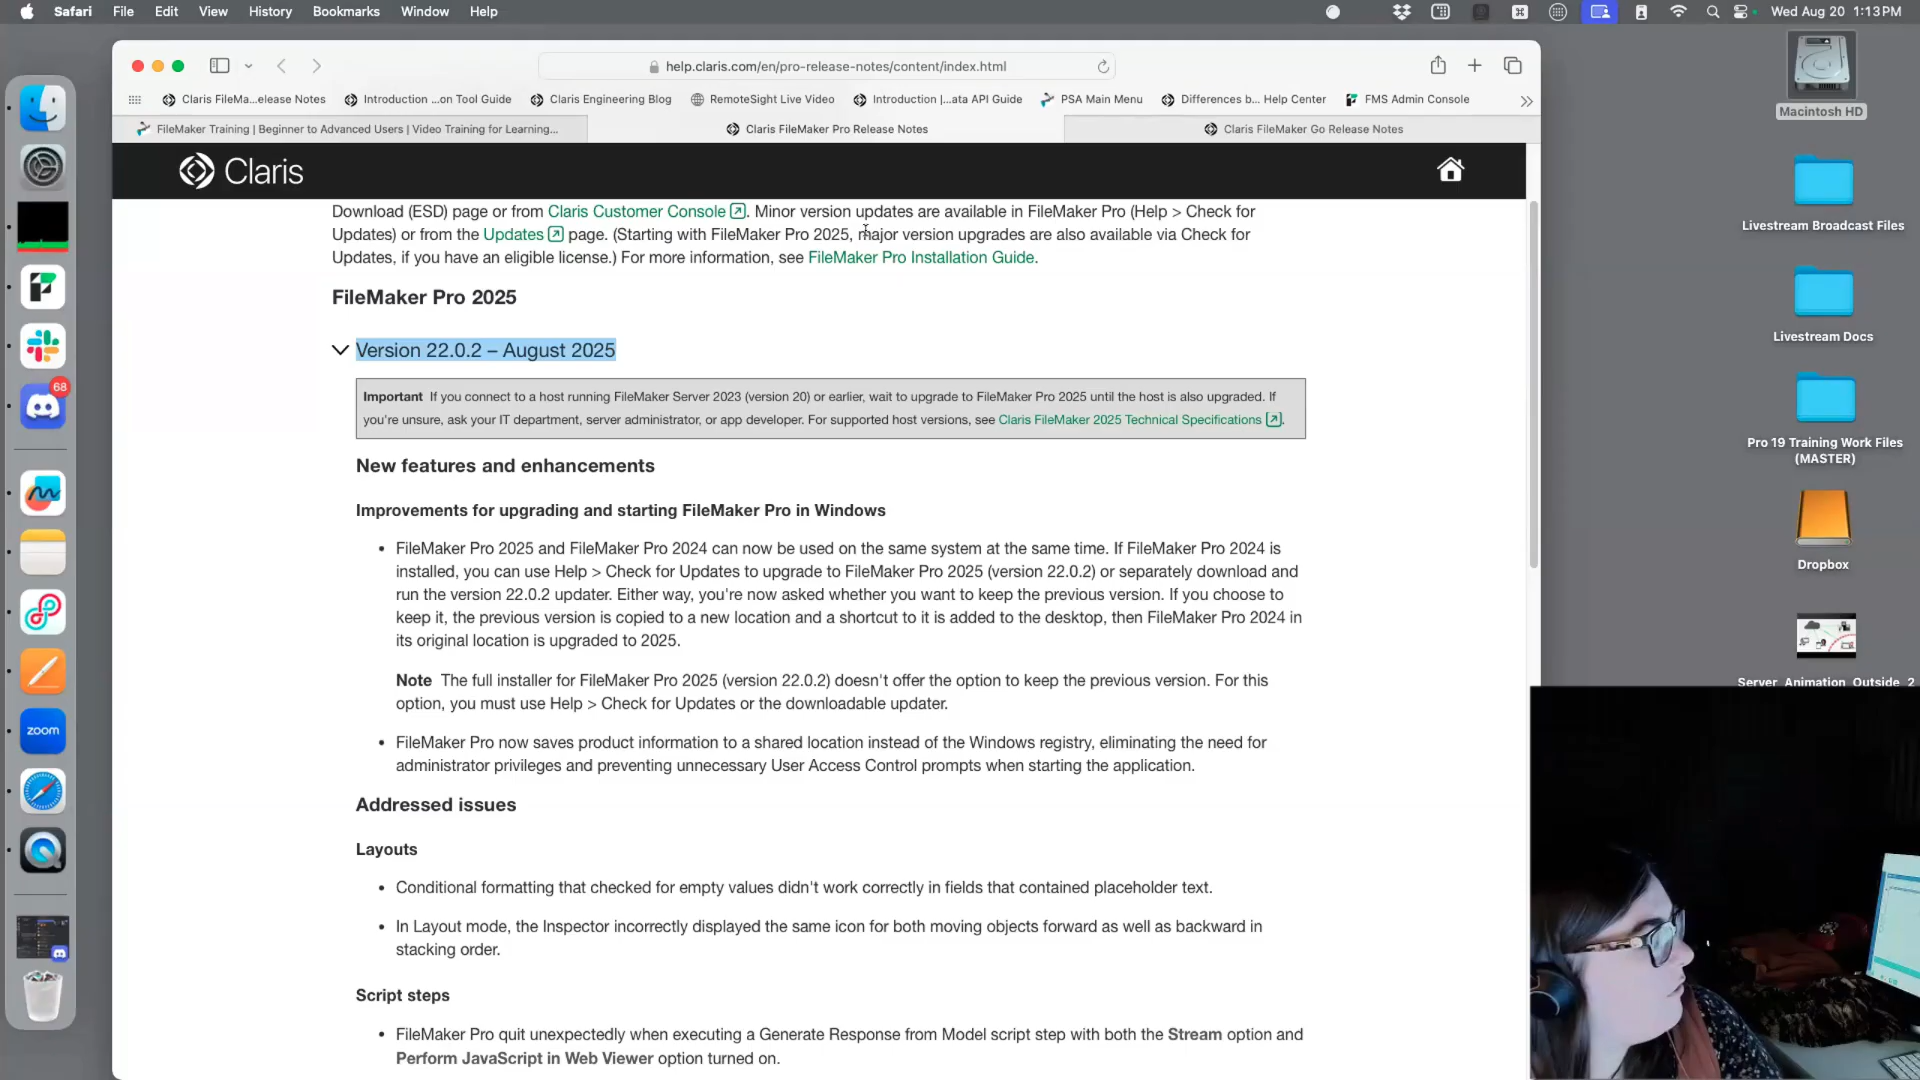 Safari File Edit View History Bookmarks Window Help Wed Aug 20 1:13 PM
help.claris.com/en/pro-release-notes/content/index.html
Claris FileMa...elease Notes Introduction ...on Tool Guide Claris Engineering Blog RemoteSight Live Video Introduction |...ata API Guide PSA Main Menu Differences b... Help Center FMS Admin Console
FileMaker Training | Beginner to Advanced Users | Video Training for Learning... Claris FileMaker Pro Release Notes Claris FileMaker Go Release Notes
Claris
Download (ESD) page or from Claris Customer Console. Minor version updates are available in FileMaker Pro (Help > Check for
Updates) or from the Updates page. (Starting with FileMaker Pro 2025, major version upgrades are also available via Check for
Updates, if you have an eligible license.) For more information, see FileMaker Pro Installation Guide.
FileMaker Pro 2025
Version 22.0.2 – August 2025
Important If you connect to a host running FileMaker Server 2023 (version 20) or earlier, wait to upgrade to FileMaker Pro 2025 until the host is also upgraded. If
you're unsure, ask your IT department, server administrator, or app developer. For supported host versions, see Claris FileMaker 2025 Technical Specifications.
New features and enhancements
Improvements for upgrading and starting FileMaker Pro in Windows
• FileMaker Pro 2025 and FileMaker Pro 2024 can now be used on the same system at the same time. If FileMaker Pro 2024 is
installed, you can use Help > Check for Updates to upgrade to FileMaker Pro 2025 (version 22.0.2) or separately download and
run the version 22.0.2 updater. Either way, you're now asked whether you want to keep the previous version. If you choose to
keep it, the previous version is copied to a new location and a shortcut to it is added to the desktop, then FileMaker Pro 2024 in
its original location is upgraded to 2025.
Note The full installer for FileMaker Pro 2025 (version 22.0.2) doesn't offer the option to keep the previous version. For this
option, you must use Help > Check for Updates or the downloadable updater.
• FileMaker Pro now saves product information to a shared location instead of the Windows registry, eliminating the need for
administrator privileges and preventing unnecessary User Access Control prompts when starting the application.
Addressed issues
Layouts
• Conditional formatting that checked for empty values didn't work correctly in fields that contained placeholder text.
• In Layout mode, the Inspector incorrectly displayed the same icon for both moving objects forward as well as backward in
stacking order.
Script steps
• FileMaker Pro quit unexpectedly when executing a Generate Response from Model script step with both the Stream option and
Perform JavaScript in Web Viewer option turned on.
68
zoom
Macintosh HD
Livestream Broadcast Files
Livestream Docs
Pro 19 Training Work Files
(MASTER)
Dropbox
Server_Animation_Outside_2